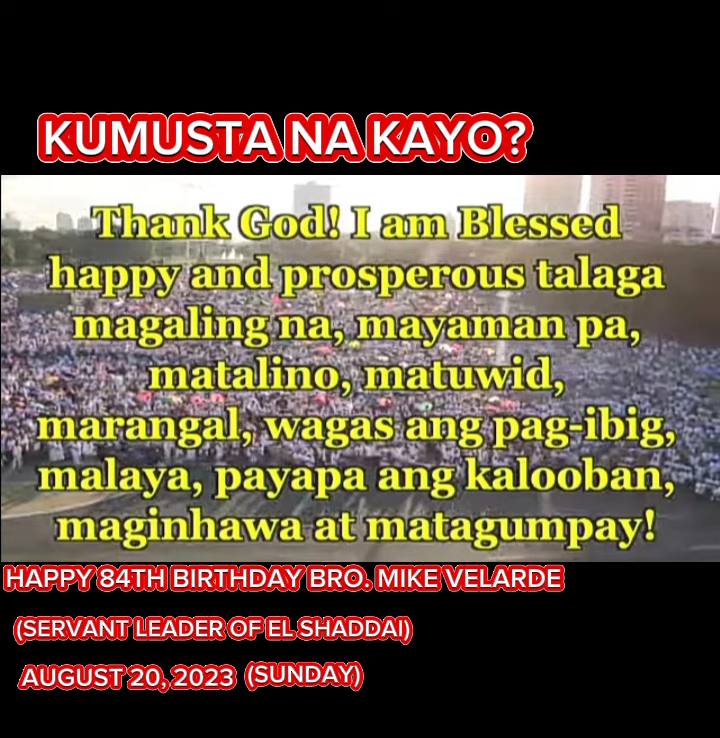 KUMUSTA NA KAYO?
Thank God! I am Blessed
happy and prosperous talaga
magaling na, mayaman pa,
matalino, matuwid,
marangal, wagas ang pag-ibig,
malaya, payapa ang kalooban,
maginhawa at matagumpay!
HAPPY 84TH BIRTHDAY BRO. MIKE VELARDE
(SERVANT LEADER OF EL SHADDAI)
AUGUST 20, 2023 (SUNDAY)